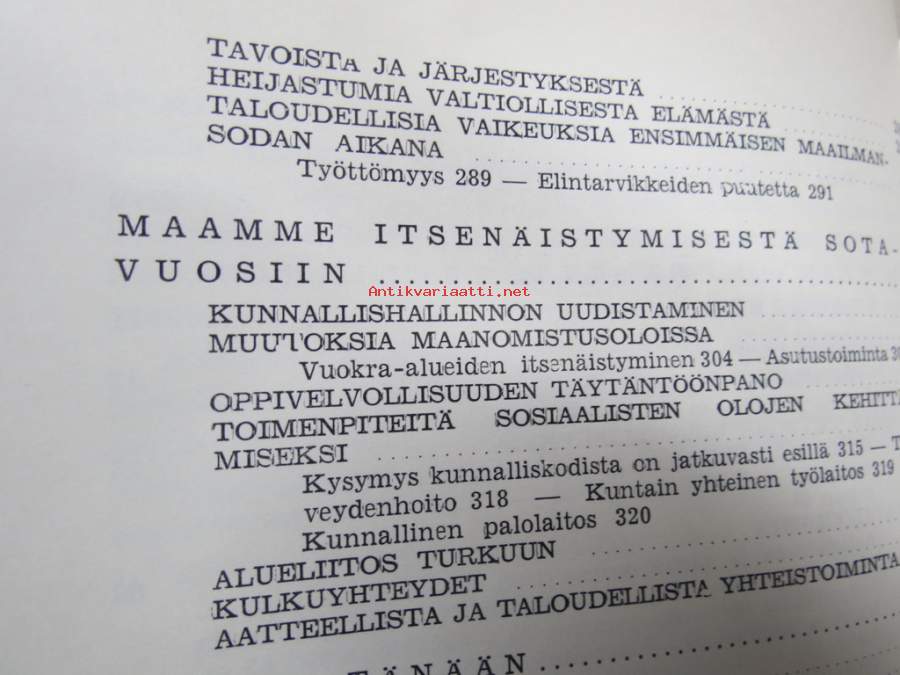 TAVOISTA JA JÄRJESTYKSESTÄ
HEIJASTUMIA VALTIOLLISESTA ELÄMÄSTÄ
TALOUDELLISIA VAIKEUKSIA ENSIMMÄISEN MAAILMAN-
SODAN AIKANA
Työttömyys 289 — Elintarvikkeiden puutetta 291
MAAMME ITSENÄISTYMISESTÄ SOTA-
VUOSIIN
Antikvariaatti.net
KUNNALLISHALLINNON UUDISTAMINEN
MUUTOKSIA MAANOMISTUSOLOISSA
Vuokra-alueiden itsenäistyminen 304 — Asutustoiminta
OPPIVELVOLLISUUDEN TÄYTÄNTÖÖNPANO
TOIMENPITEITÄ SOSIAALISTEN OLOJEN KEHITTÄ
MISEKSI
Kysymys kunnalliskodista on jatkuvasti esillä 315 — T
veydenhoito 318 — Kuntain yhteinen työlaitos 319
Kunnallinen palolaitos 320
ALUELIITOS TURKUUN
KULKUYHTEYDET
AATTEELLISTA JA TALOUDELLISTA YHTEISTOIMINTA
TÄNÄÄN